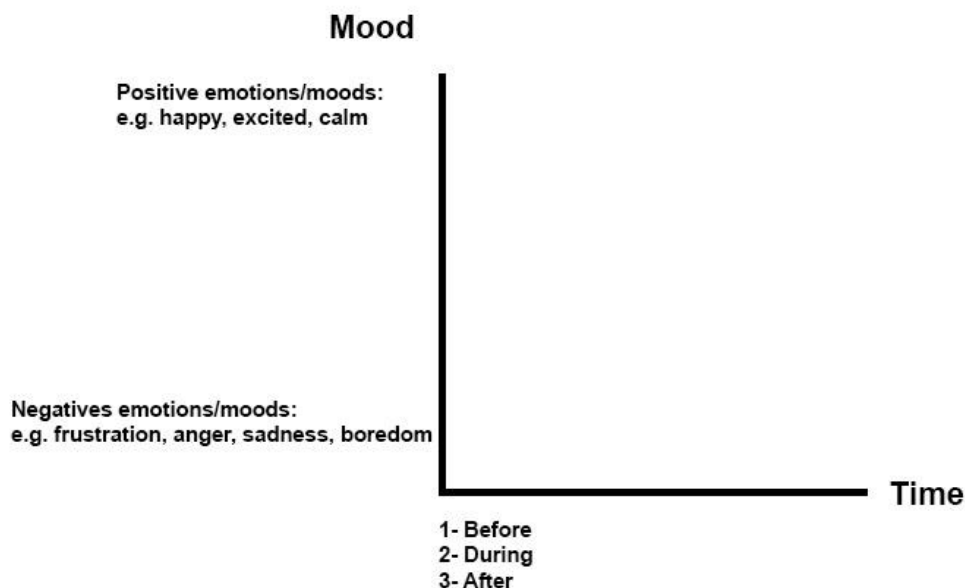 Mood
Positive emotions/moods:
e.g. happy, excited, calm
Negatives emotions/moods:
e.g. frustration, anger, sadness, boredom
Time
1- Before
2- During
3- After